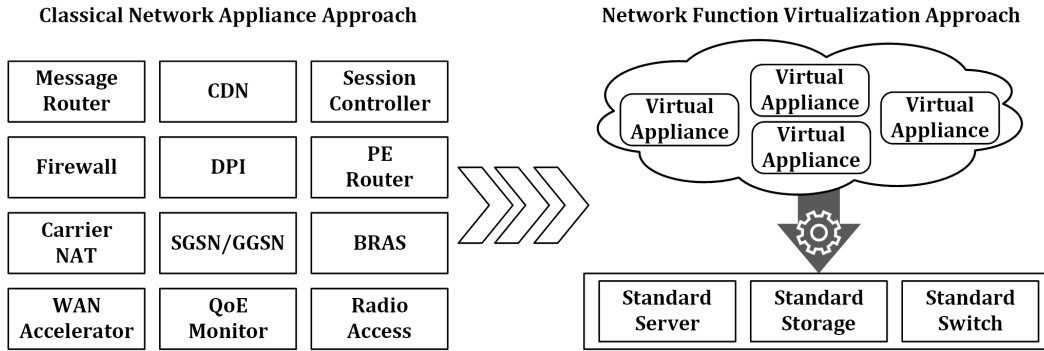 Classical Network Appliance Approach
Network Function Virtualization Approach
Message
Router
CDN
Session
Controller
Firewall
DPI
PE
Router
Carrier
NAT
SGSN/GGSN
BRAS
WAN
Accelerator
QoE
Monitor
Radio
Access
Virtual
Appliance
Virtual
Appliance
Virtual
Appliance
Virtual
Appliance
Standard
Server
Standard
Storage
Standard
Switch